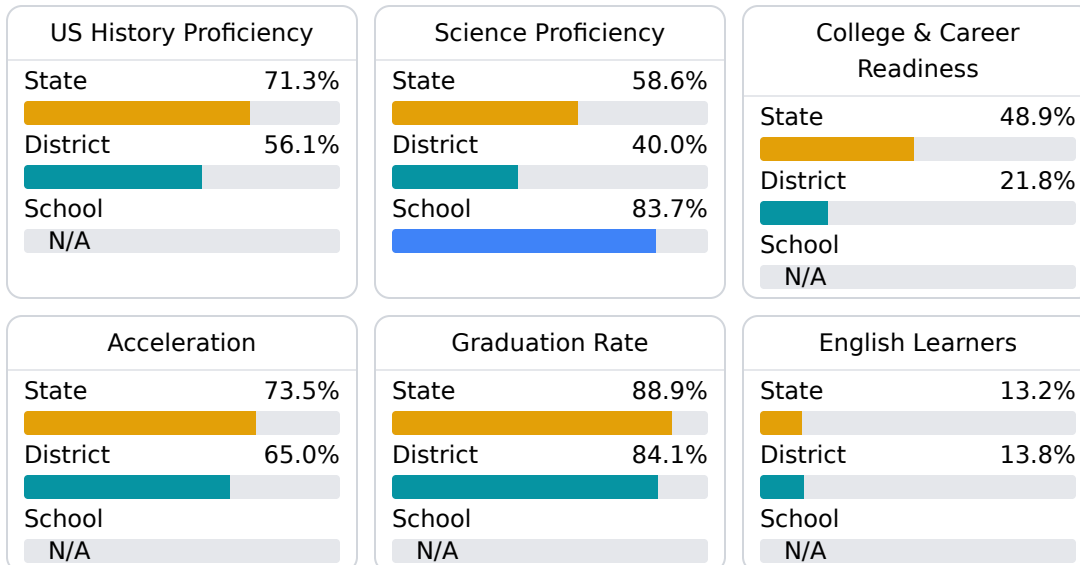 US History Proficiency
State 71.3%
District 56.1%
School
N/A
Science Proficiency
State 58.6%
District 40.0%
School 83.7%
College & Career
Readiness
State 48.9%
District 21.8%
School
N/A
Acceleration
State 73.5%
District 65.0%
School
N/A
Graduation Rate
State 88.9%
District 84.1%
School
N/A
English Learners
State 13.2%
District 13.8%
School
N/A